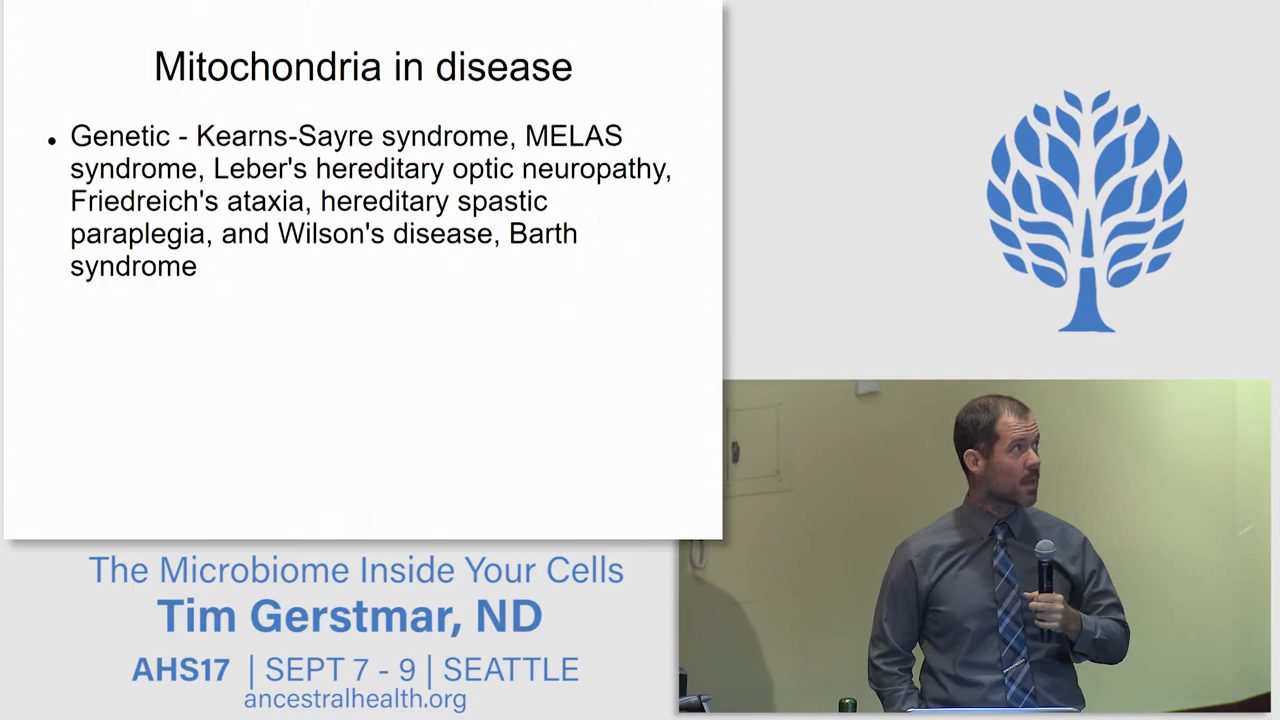 Mitochondria in disease
• Genetic - Kearns-Sayre syndrome, MELAS
syndrome, Leber's hereditary optic neuropathy,
Friedreich's ataxia, hereditary spastic
paraplegia, and Wilson's disease, Barth
syndrome
The Microbiome Inside Your Cells
Tim Gerstmar, ND
AHS17 | SEPT 7 - 9 | SEATTLE
ancestralhealth.org